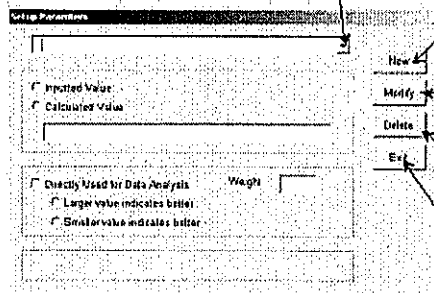 Setup Parameters
New
Inputted Value
Modify
Calculated Value
Delete
Exit
Directly Used for Data Analysis
Weight
Larger value indicates better
Smaller value indicates better